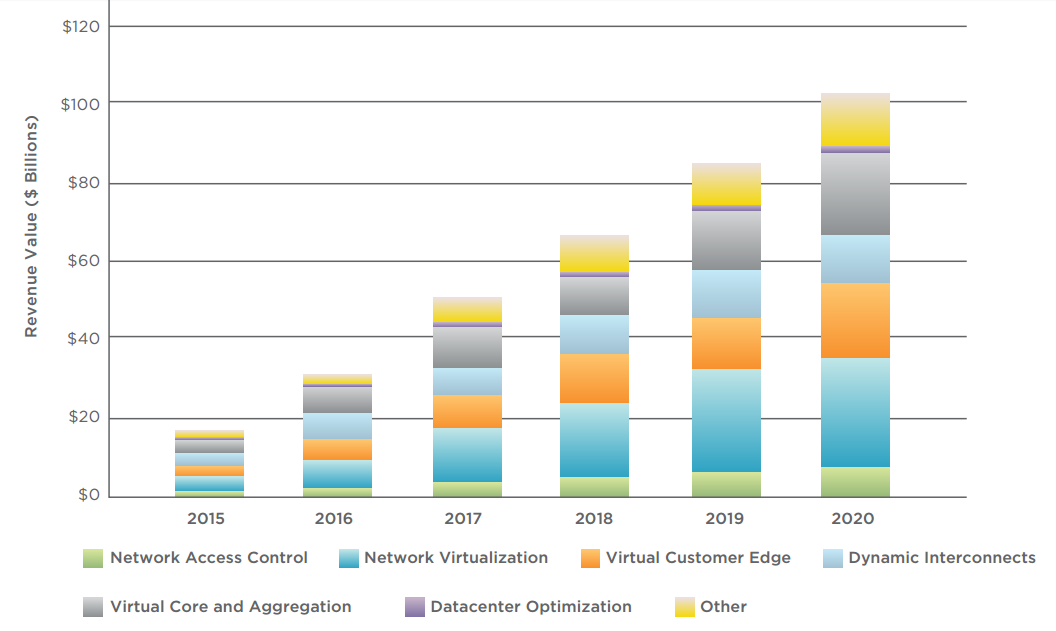 $120
$100
$80
$60
$40
$20
$0
Revenue Value ($ Billions)
2015 2016 2017 2018 2019 2020
Network Access Control Network Virtualization Virtual Customer Edge Dynamic Interconnects
Virtual Core and Aggregation Datacenter Optimization Other